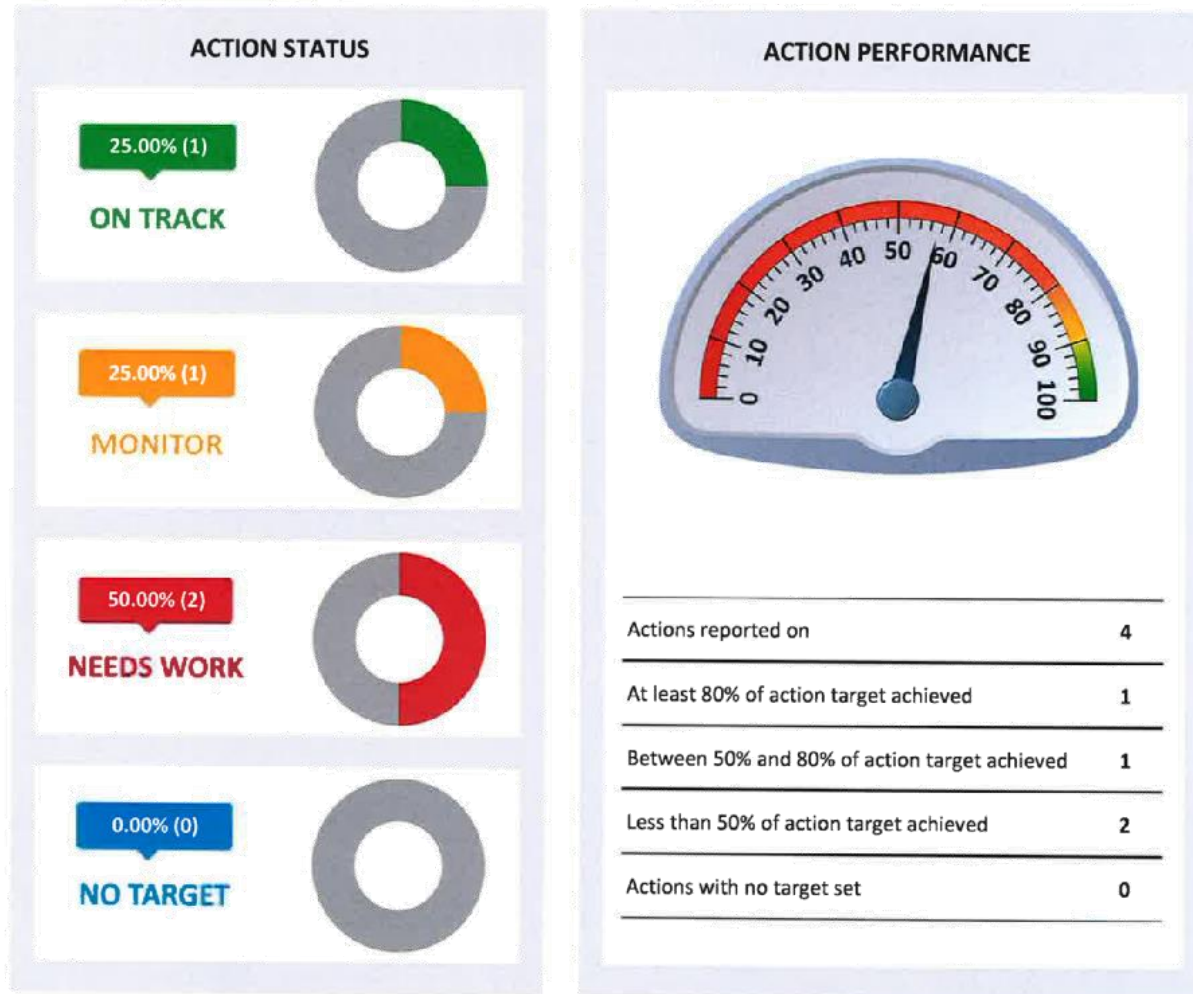 ACTION STATUS
25.00% (1)
ON TRACK
25.00% (1)
MONITOR
50.00% (2)
NEEDS WORK
0.00% (0)
NO TARGET
ACTION PERFORMANCE
0 10 20 30 40 50 60 70 80 90 100
Actions reported on 4
At least 80% of action target achieved 1
Between 50% and 80% of action target achieved 1
Less than 50% of action target achieved 2
Actions with no target set 0